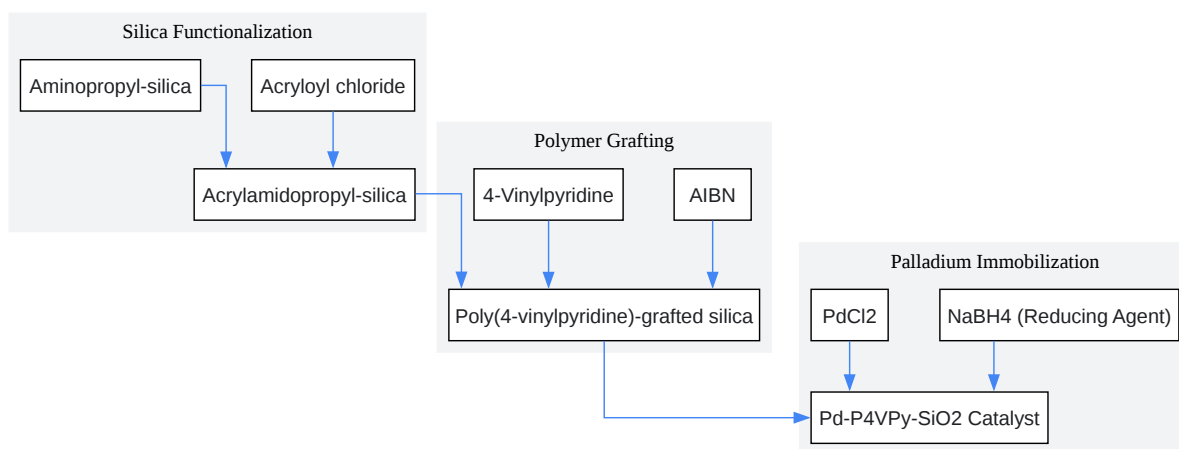 Silica Functionalization
Aminopropyl-silica
Acryloyl chloride
Acrylamidopropyl-silica
Polymer Grafting
4-Vinylpyridine
AIBN
Poly(4-vinylpyridine)-grafted silica
Palladium Immobilization
PdCl2
NaBH4 (Reducing Agent)
Pd-P4VPy-SiO2 Catalyst